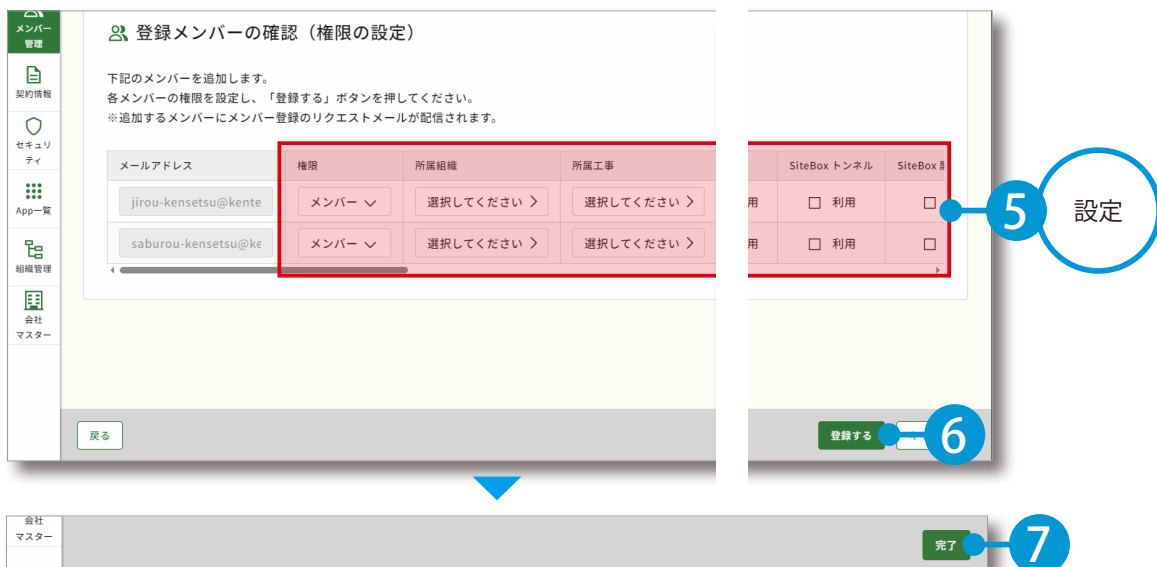 メンバー
管理
契約情報
セキュリ
ティ
App一覧
組織管理
会社
マスター
登録メンバーの確認（権限の設定）
下記のメンバーを追加します。
各メンバーの権限を設定し、「登録する」ボタンを押してください。
※追加するメンバーにメンバー登録のリクエストメールが配信されます。
メールアドレス 権限 所属組織 所属工事 SiteBox トンネル SiteBox
jirou-kensetsu@kente メンバー 選択してください 選択してください 用 利用
saburou-kensetsu@ke メンバー 選択してください 選択してください 用 利用
5 設定
戻る 登録する 6
会社
マスター
完了 7